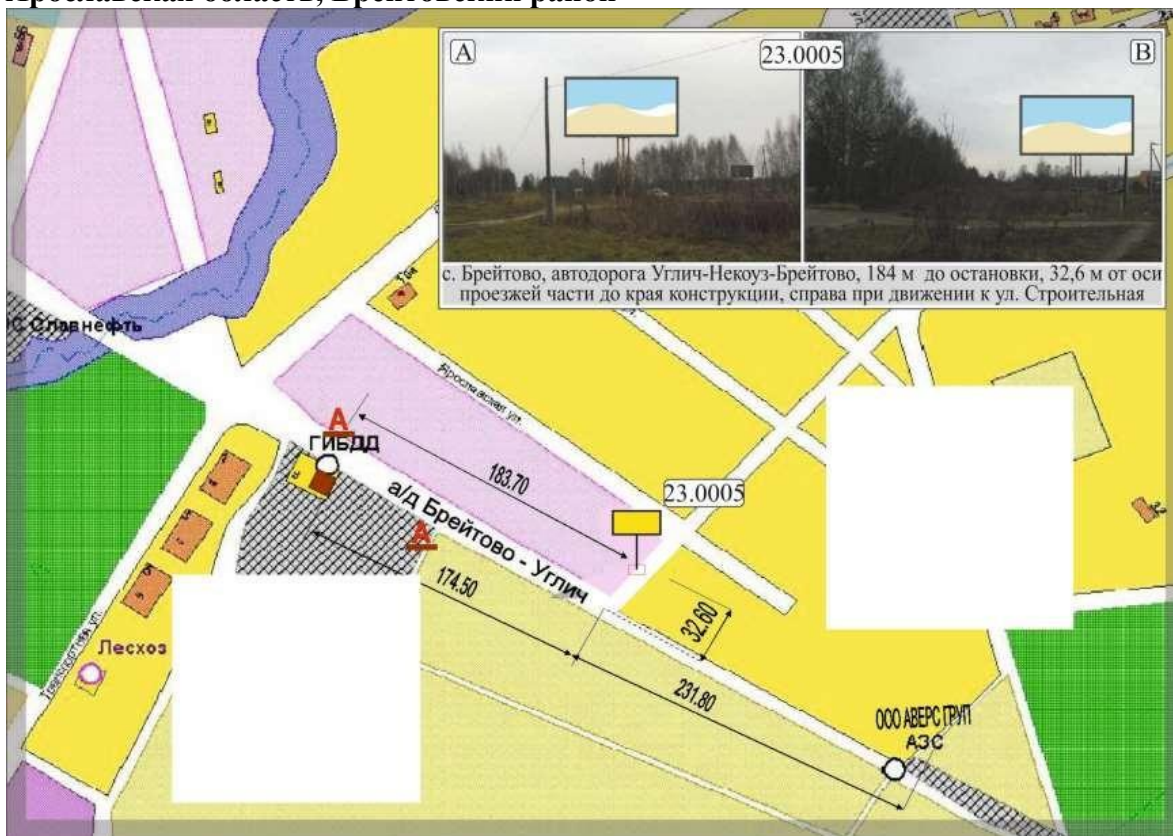 Ярославская область, Брейтовский район
А
23.0005
В
с. Брейтово, автодорога Углич-Некоуз-Брейтово, 184 м до остановки, 32,6 м от оси
проезжей части до края конструкции, справа при движении к ул. Строительная
С Славнефть
Ярославская ул.
А
ГИБДД
183.70
23.0005
а/д Брейтово - Углич
А
174.50
32.60
Лесхоз
231.80
ООО АВЕРС ГРУП
АЗС